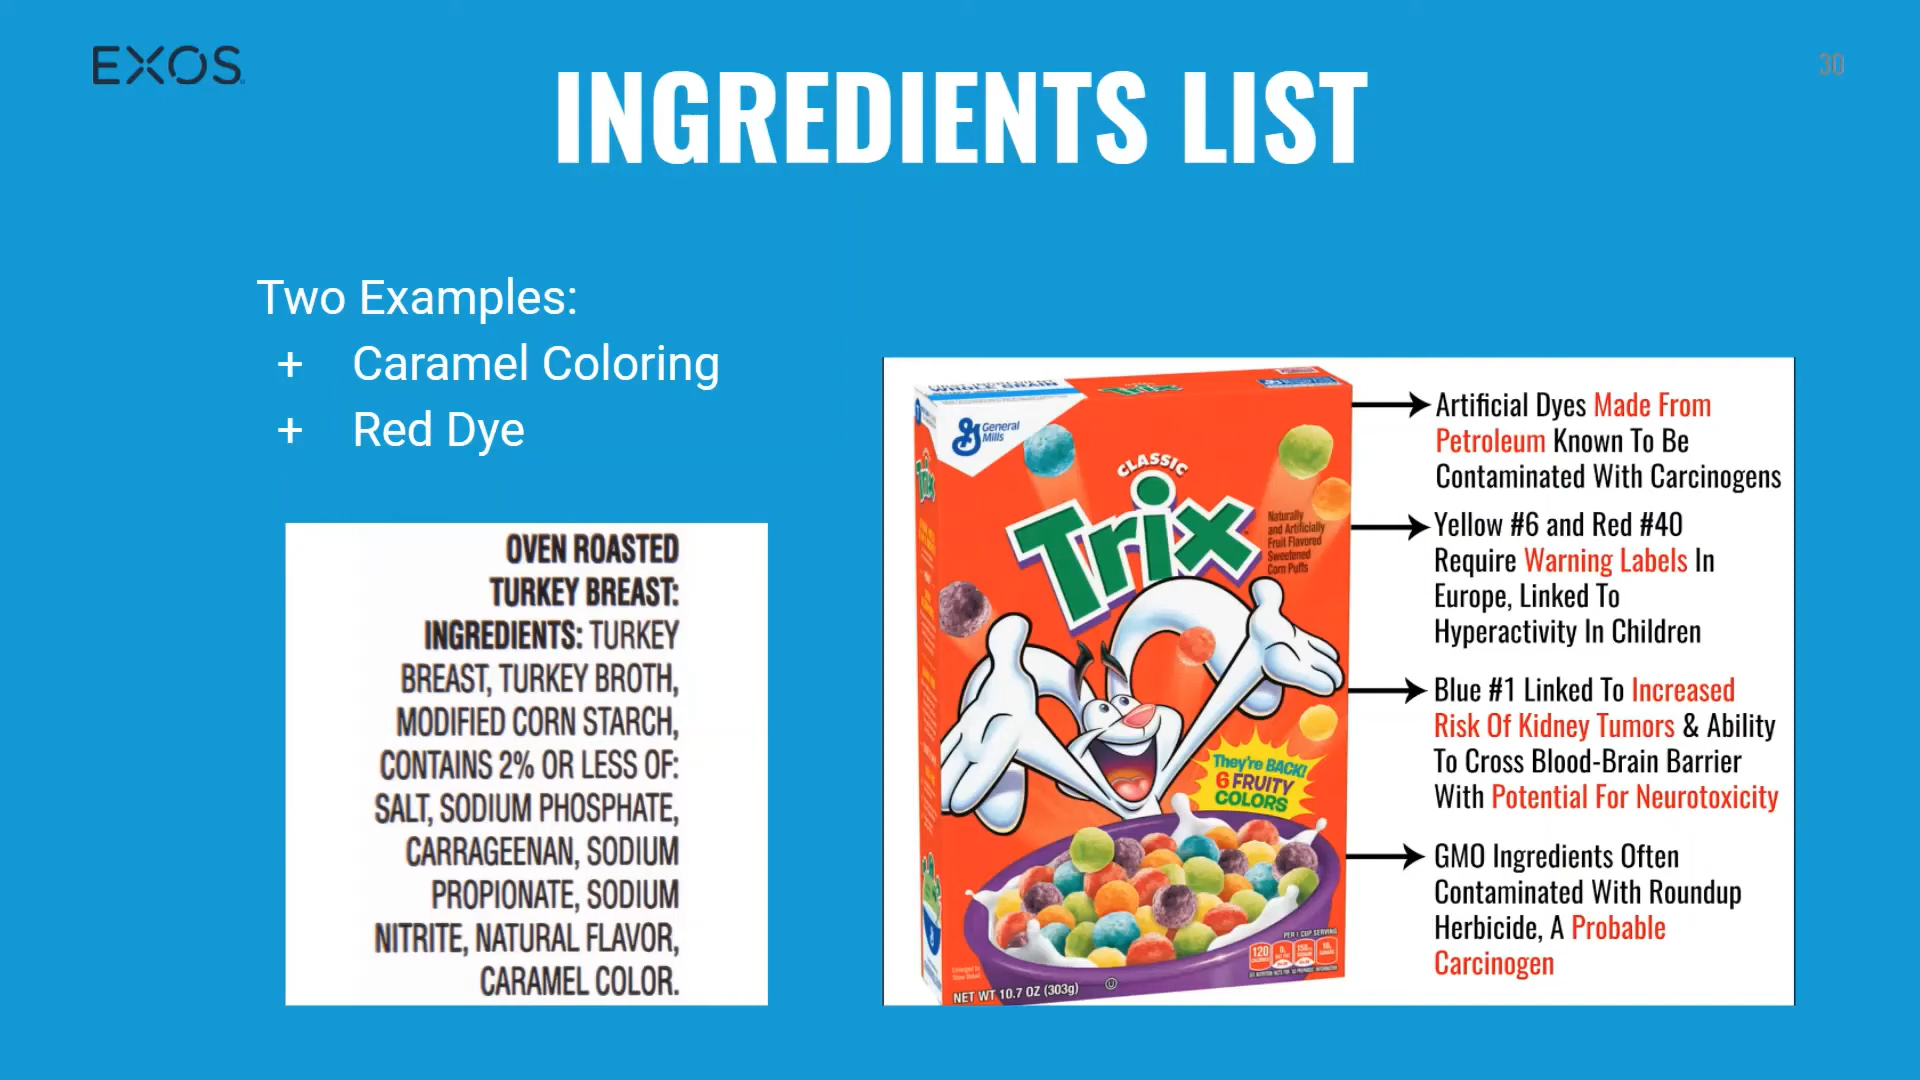 EXOS
30
INGREDIENTS LIST
Two Examples:
+ Caramel Coloring
+ Red Dye
OVEN ROASTED
TURKEY BREAST:
INGREDIENTS: TURKEY
BREAST, TURKEY BROTH,
MODIFIED CORN STARCH,
CONTAINS 2% OR LESS OF:
SALT, SODIUM PHOSPHATE,
CARRAGEENAN, SODIUM
PROPIONATE, SODIUM
NITRITE, NATURAL FLAVOR,
CARAMEL COLOR.
General
Mills
CLASSIC
Trix
Naturally
and Artificially
Fruit Flavored
Sweetened
Corn Puffs
They're BACK!
6 FRUITY
COLORS
PER 1 CUP SERVING
120
NET WT 10.7 OZ (303g)
Artificial Dyes Made From
Petroleum Known To Be
Contaminated With Carcinogens
Yellow #6 and Red #40
Require Warning Labels In
Europe, Linked To
Hyperactivity In Children
Blue #1 Linked To Increased
Risk Of Kidney Tumors & Ability
To Cross Blood-Brain Barrier
With Potential For Neurotoxicity
GMO Ingredients Often
Contaminated With Roundup
Herbicide, A Probable
Carcinogen